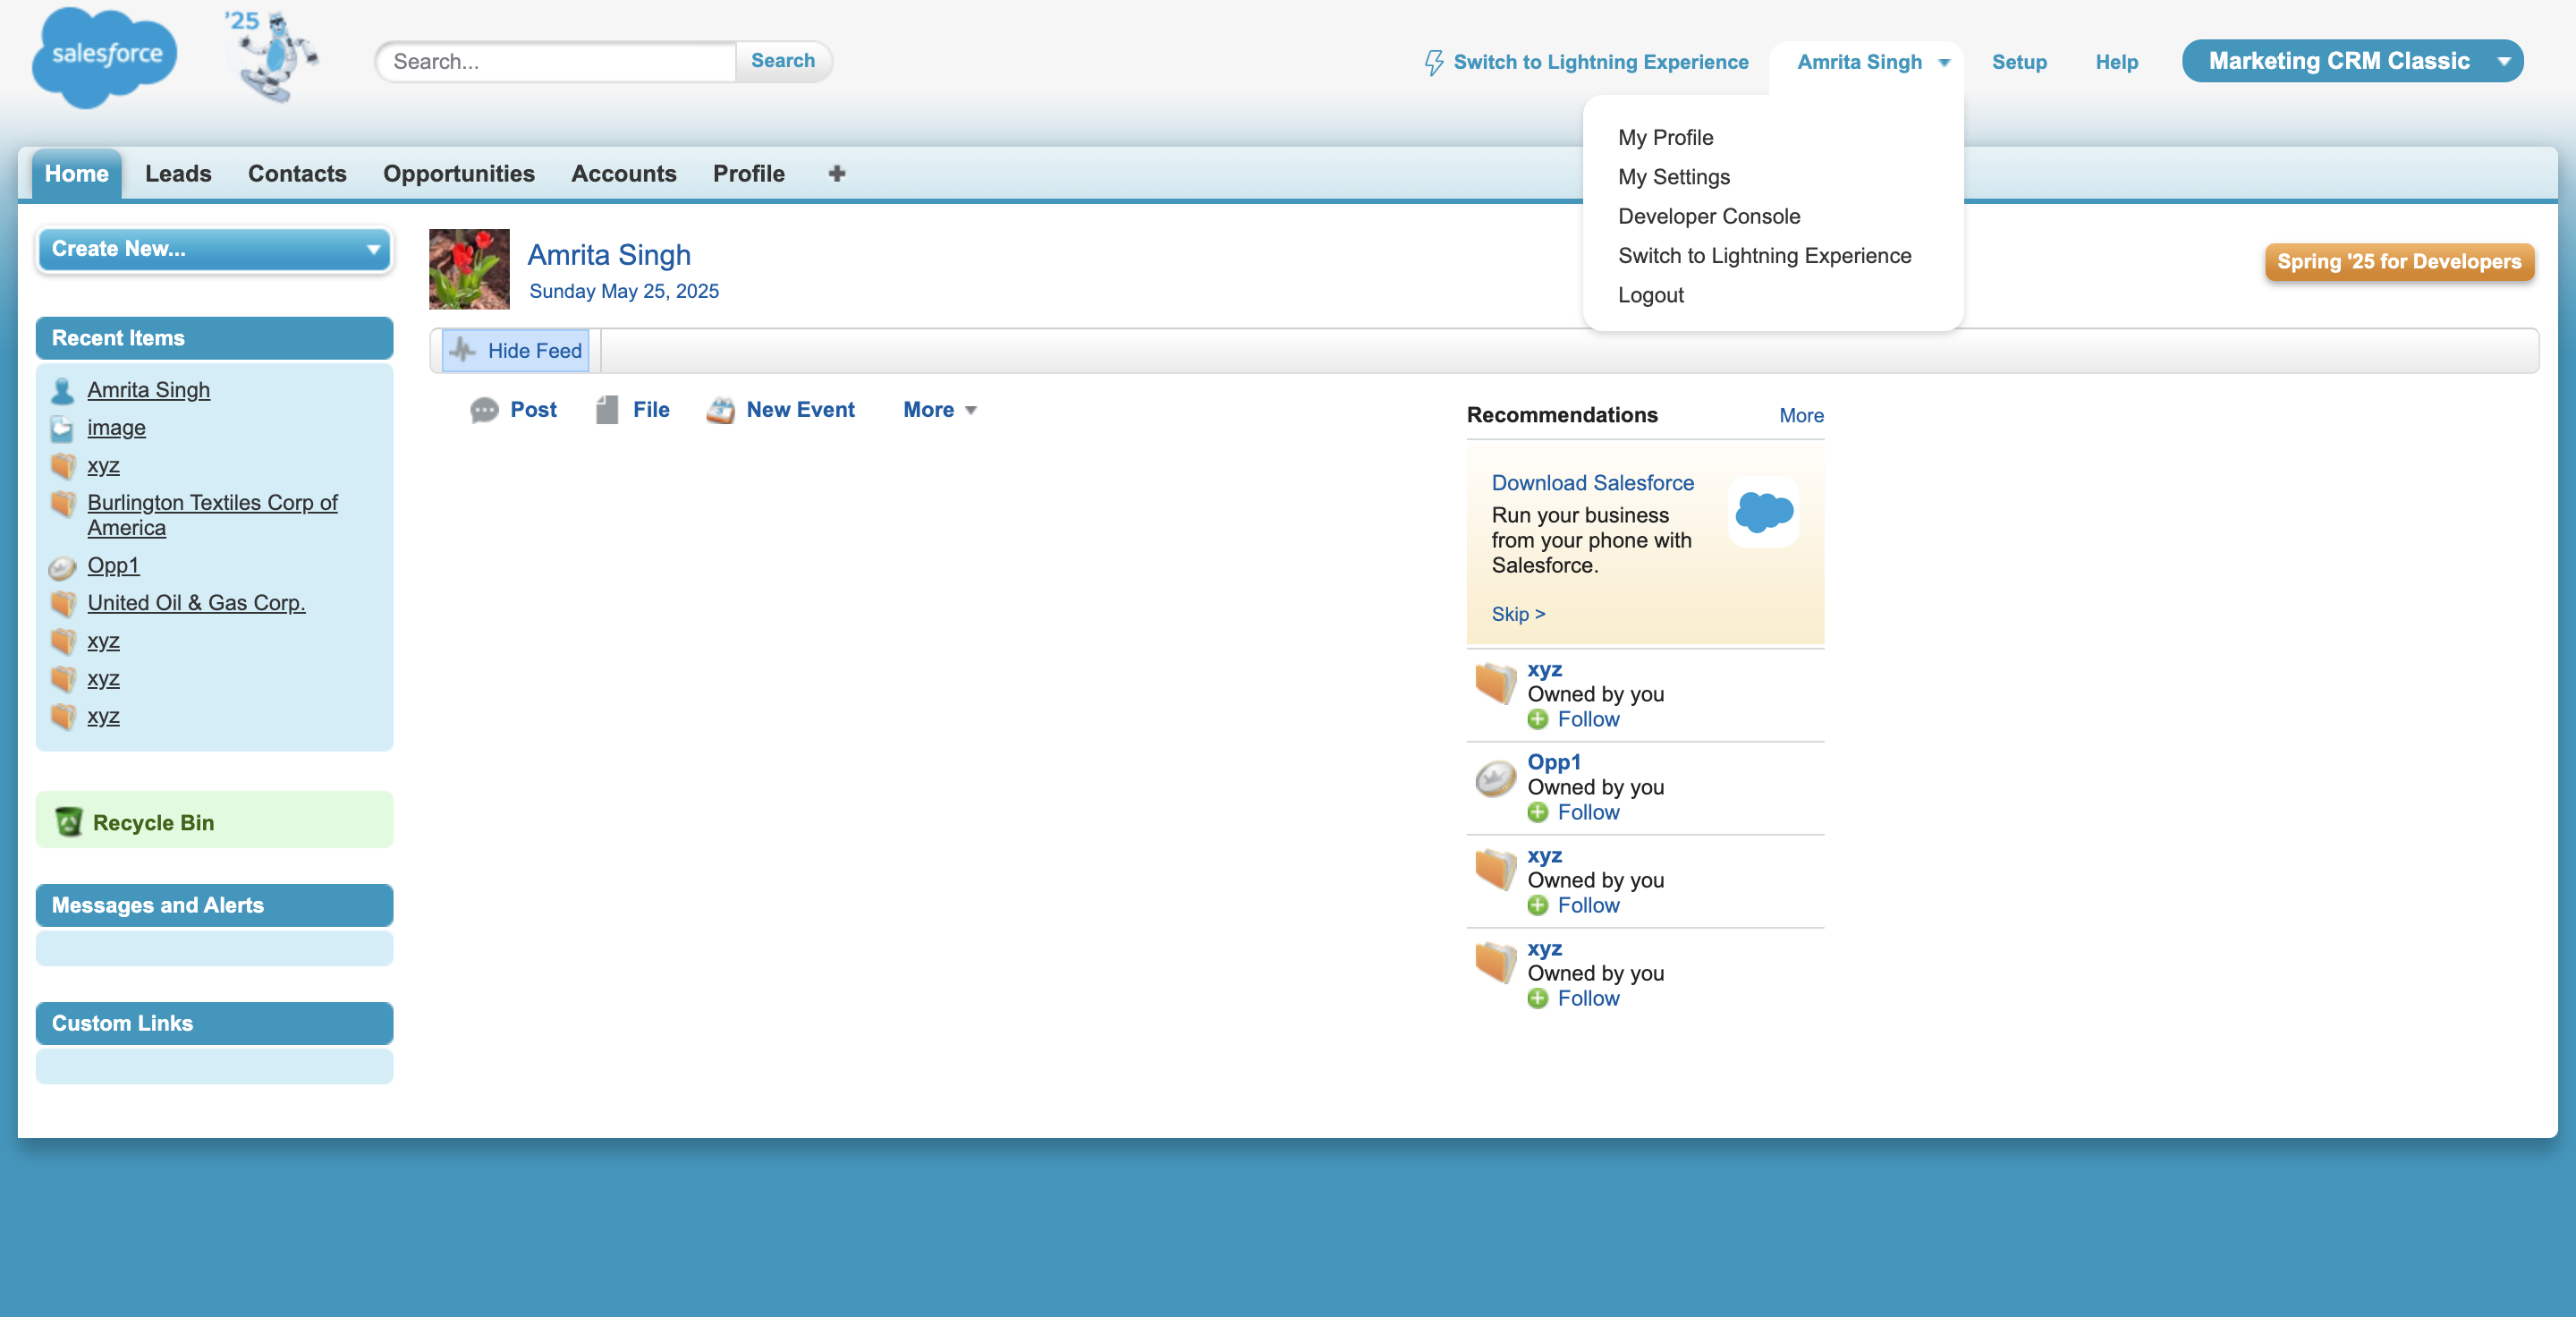 salesforce
'25
Search...
Search
Switch to Lightning Experience
Amrita Singh
Setup
Help
Marketing CRM Classic
My Profile
My Settings
Developer Console
Switch to Lightning Experience
Logout
Home
Leads
Contacts
Opportunities
Accounts
Profile
Create New...
Recent Items
Amrita Singh
image
xyz
Burlington Textiles Corp of
America
Opp1
United Oil & Gas Corp.
xyz
xyz
xyz
Recycle Bin
Messages and Alerts
Custom Links
Amrita Singh
Sunday May 25, 2025
Spring '25 for Developers
Hide Feed
Post
File
New Event
More
Recommendations
More
Download Salesforce
Run your business
from your phone with
Salesforce.
Skip >
xyz
Owned by you
Follow
Opp1
Owned by you
Follow
xyz
Owned by you
Follow
xyz
Owned by you
Follow